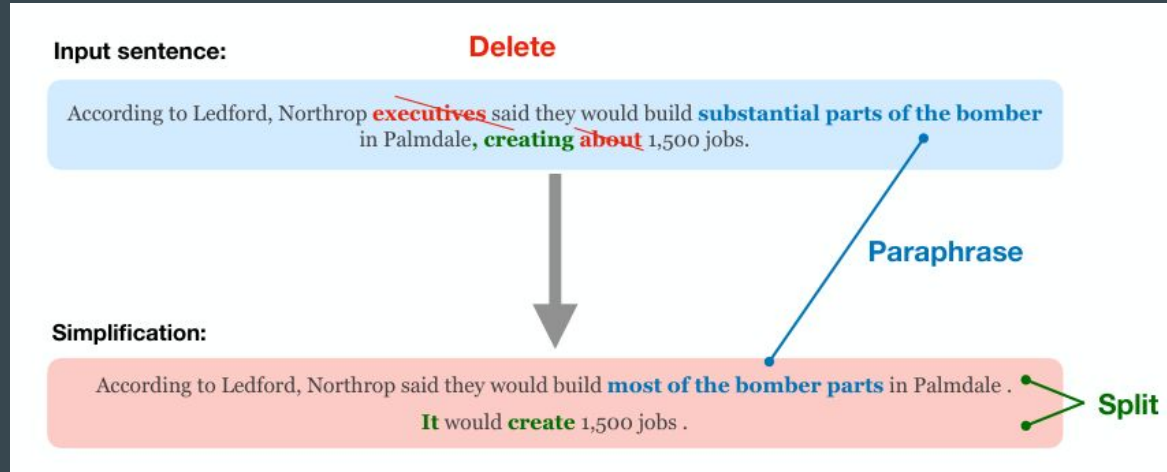 Input sentence:
Delete
According to Ledford, Northrop executives said they would build substantial parts of the bomber
in Palmdale, creating about 1,500 jobs.
Paraphrase
Simplification:
According to Ledford, Northrop said they would build most of the bomber parts in Palmdale .
It would create 1,500 jobs .
Split